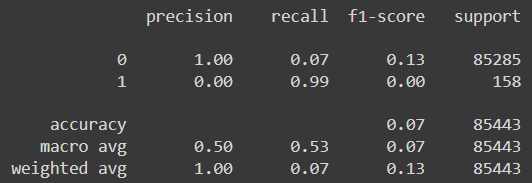 precision recall f1-score support
0 1.00 0.07 0.13 85285
1 0.00 0.99 0.00 158
accuracy 0.07 85443
macro avg 0.50 0.53 0.07 85443
weighted avg 1.00 0.07 0.13 85443